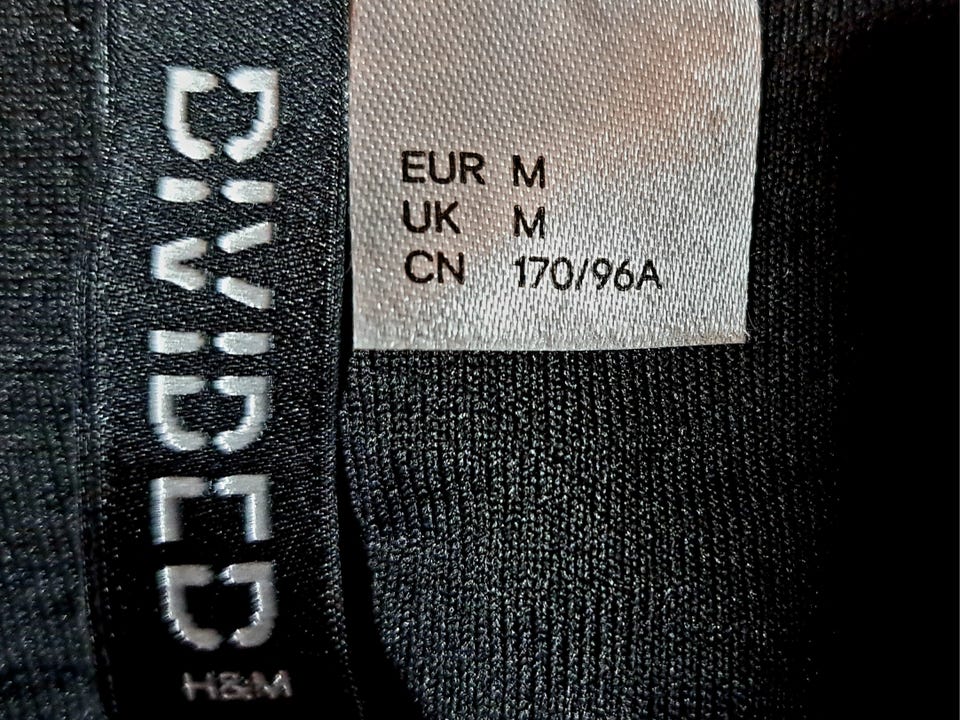 DIVIDED
H&M
EUR M
UK M
CN 170/96A